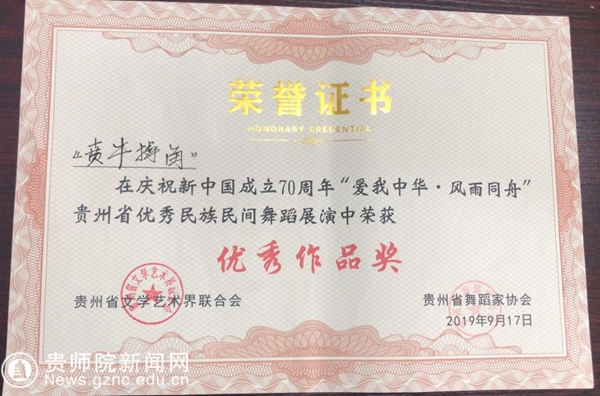 荣誉证书
HONORARY CREDENTIAL
“黄牛搏角”
在庆祝新中国成立70周年“爱我中华·风雨同舟”
贵州省优秀民族民间舞蹈展演中荣获
优秀作品奖
贵州省文学艺术界联合会
贵州省舞蹈家协会
2019年9月17日
贵师院新闻网
News.gznc.edu.cn